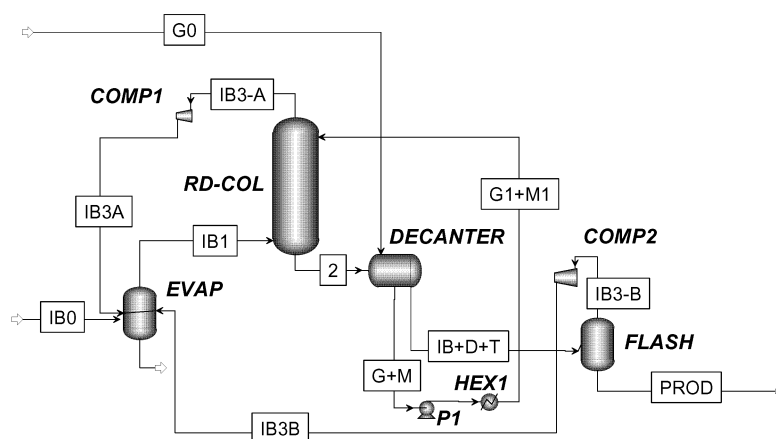 G0
COMP1
IB3-A
RD-COL
G1+M1
IB3A
IB1
DECANTER
COMP2
2
IB3-B
EVAP
IB0
IB+D+T
FLASH
G+M
HEX1
PROD
P1
IB3B